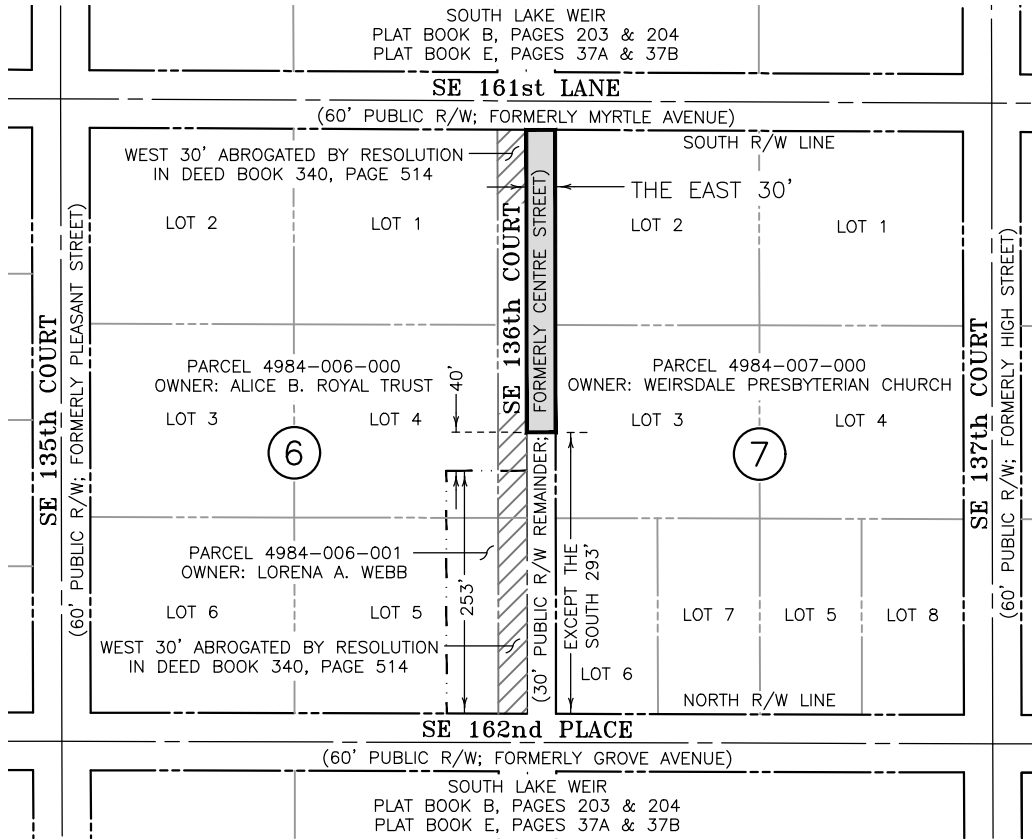 SOUTH LAKE WEIR
PLAT BOOK B, PAGES 203 & 204
PLAT BOOK E, PAGES 37A & 37B
SE 161st LANE
(60' PUBLIC R/W; FORMERLY MYRTLE AVENUE)
WEST 30' ABROGATED BY RESOLUTION
IN DEED BOOK 340, PAGE 514
SOUTH R/W LINE
THE EAST 30'
LOT 2
LOT 1
LOT 2
LOT 1
SE 135th COURT
(60' PUBLIC R/W; FORMERLY PLEASANT STREET)
SE 136th COURT
(30' PUBLIC R/W REMAINDER; FORMERLY CENTRE STREET)
SE 137th COURT
(60' PUBLIC R/W; FORMERLY HIGH STREET)
PARCEL 4984-006-000
OWNER: ALICE B. ROYAL TRUST
40'
PARCEL 4984-007-000
OWNER: WEIRSDALE PRESBYTERIAN CHURCH
LOT 3
LOT 4
LOT 3
LOT 4
6
7
PARCEL 4984-006-001
OWNER: LORENA A. WEBB
253'
EXCEPT THE
SOUTH 293'
LOT 6
LOT 5
LOT 7
LOT 5
LOT 8
WEST 30' ABROGATED BY RESOLUTION
IN DEED BOOK 340, PAGE 514
LOT 6
NORTH R/W LINE
SE 162nd PLACE
(60' PUBLIC R/W; FORMERLY GROVE AVENUE)
SOUTH LAKE WEIR
PLAT BOOK B, PAGES 203 & 204
PLAT BOOK E, PAGES 37A & 37B